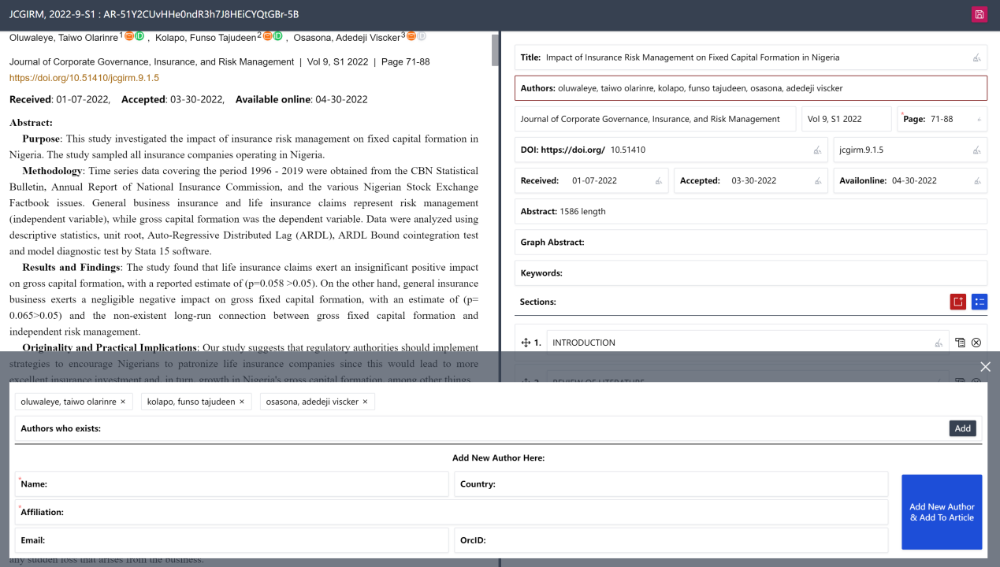 JCGIRM, 2022-9-S1 : AR-51Y2CUvHHe0ndR3h7J8HEiCYQtGBr-5B
Oluwaleye, Taiwo Olarinre 1 iD , Kolapo, Funso Tajudeen 2 iD , Osasona, Adedeji Viscker 3 iD
Journal of Corporate Governance, Insurance, and Risk Management | Vol 9, S1 2022 | Page 71-88
https://doi.org/10.51410/jcgirm.9.1.5
Received: 01-07-2022, Accepted: 03-30-2022, Available online: 04-30-2022
Abstract:
Purpose: This study investigated the impact of insurance risk management on fixed capital formation in
Nigeria. The study sampled all insurance companies operating in Nigeria.
Methodology: Time series data covering the period 1996 - 2019 were obtained from the CBN Statistical
Bulletin, Annual Report of National Insurance Commission, and the various Nigerian Stock Exchange
Factbook issues. General business insurance and life insurance claims represent risk management
(independent variable), while gross capital formation was the dependent variable. Data were analyzed using
descriptive statistics, unit root, Auto-Regressive Distributed Lag (ARDL), ARDL Bound cointegration test
and model diagnostic test by Stata 15 software.
Results and Findings: The study found that life insurance claims exert an insignificant positive impact
on gross capital formation, with a reported estimate of (p=0.058 >0.05). On the other hand, general insurance
business exerts a negligible negative impact on gross fixed capital formation, with an estimate of (p=
0.065>0.05) and the non-existent long-run connection between gross fixed capital formation and
independent risk management.
Originality and Practical Implications: Our study suggests that regulatory authorities should implement
strategies to encourage Nigerians to patronize life insurance companies since this would lead to more
excellent insurance investment and, in turn, growth in Nigeria's gross capital formation, among other things.
Title: Impact of Insurance Risk Management on Fixed Capital Formation in Nigeria
Authors: oluwaleye, taiwo olarinre, kolapo, funso tajudeen, osasona, adedeji viscker
Journal of Corporate Governance, Insurance, and Risk Management
Vol 9, S1 2022
*Page: 71-88
DOI: https://doi.org/ 10.51410
jcgirm.9.1.5
Received: 01-07-2022
Accepted: 03-30-2022
Availonline: 04-30-2022
Abstract: 1586 length
Graph Abstract:
Keywords:
Sections:
1. INTRODUCTION
2. REVIEW OF LITERATURE
oluwaleye, taiwo olarinre ×
kolapo, funso tajudeen ×
osasona, adedeji viscker ×
Authors who exists:
Add
Add New Author Here:
*Name:
Country:
*Affiliation:
Email:
OrcID:
Add New Author
& Add To Article
any sudden loss that arises from the business.